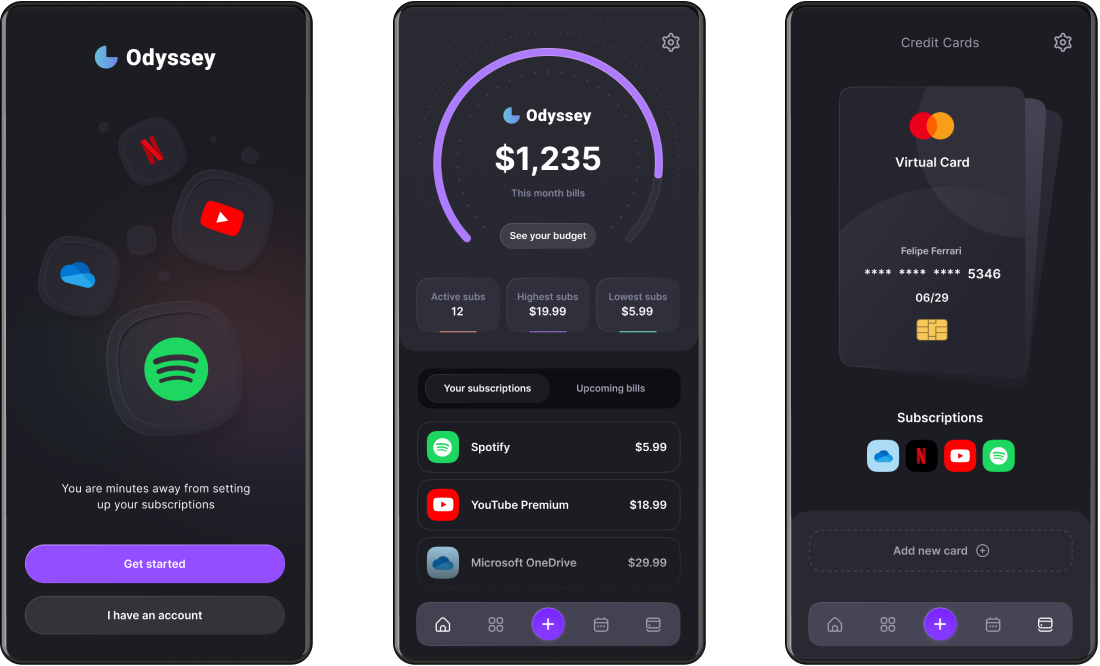 Odyssey
You are minutes away from setting
up your subscriptions
Get started
I have an account
Odyssey
$1,235
This month bills
See your budget
Active subs
12
Highest subs
$19.99
Lowest subs
$5.99
Your subscriptions
Upcoming bills
Spotify
$5.99
YouTube Premium
$18.99
Microsoft OneDrive
$29.99
Credit Cards
Virtual Card
Felipe Ferrari
**** **** **** 5346
06/29
Subscriptions
Add new card